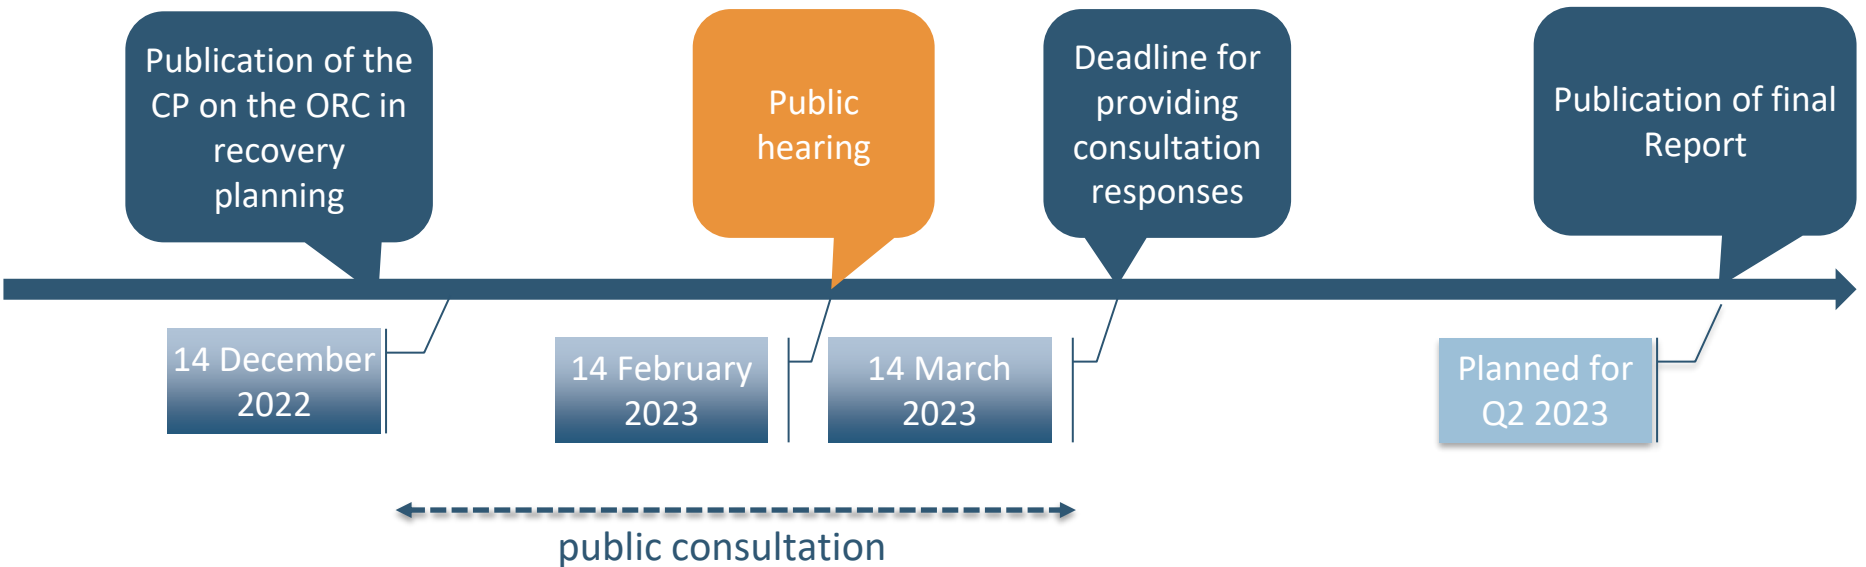 Publication of the
CP on the ORC in
recovery
planning
Public
hearing
Deadline for
providing
consultation
responses
Publication of final
Report
14 December
2022
14 February
2023
14 March
2023
Planned for
Q2 2023
public consultation